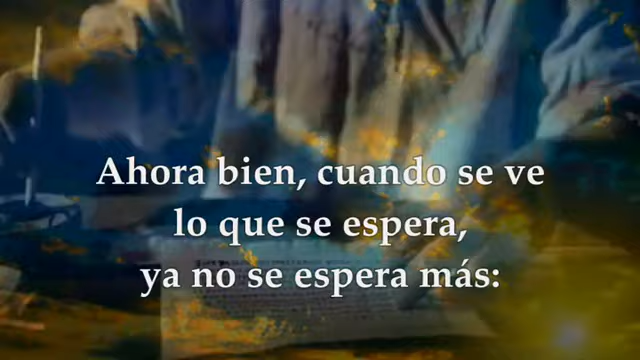 Ahora bien, cuando se ve
lo que se espera,
ya no se espera más: